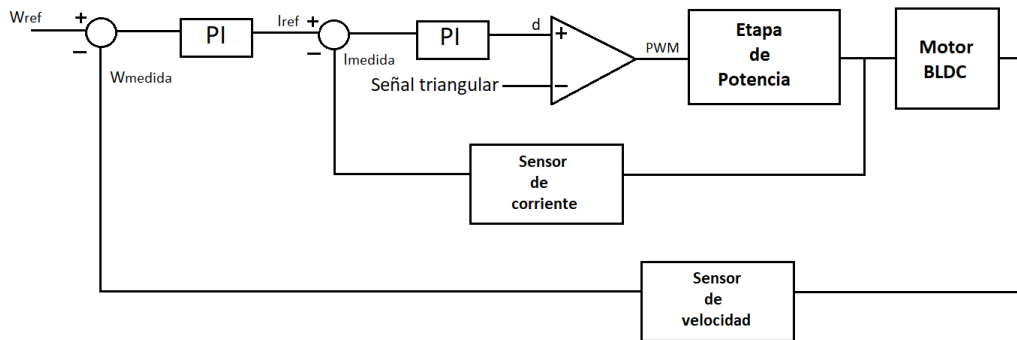 Wref
+
−
PI
Iref
+
−
Imedida
PI
d
+
−
PWM
Etapa
de
Potencia
Motor
BLDC
Wmedida
Señal triangular
Sensor
de
corriente
Sensor
de
velocidad